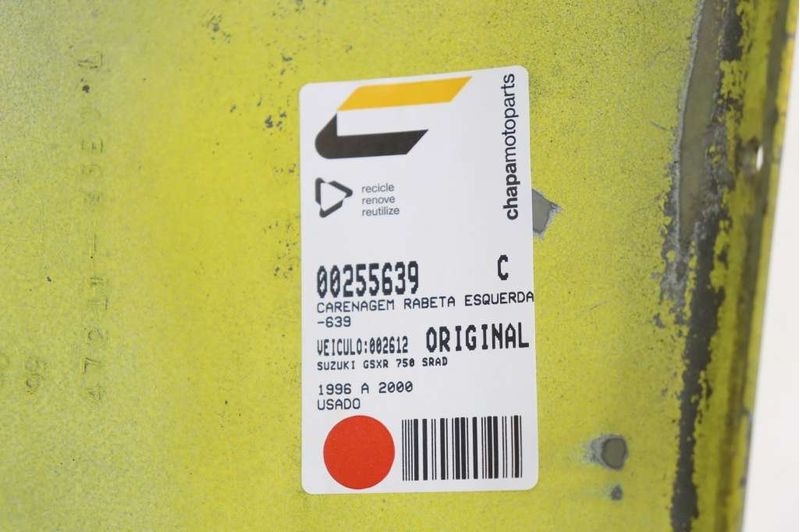 chapamotoparts
recicle
renove
reutilize
00255639 C
CARENAGEM RABETA ESQUERDA
-639
VEICULO:002612 ORIGINAL
SUZUKI GSXR 750 SRAD
1996 A 2000
USADO